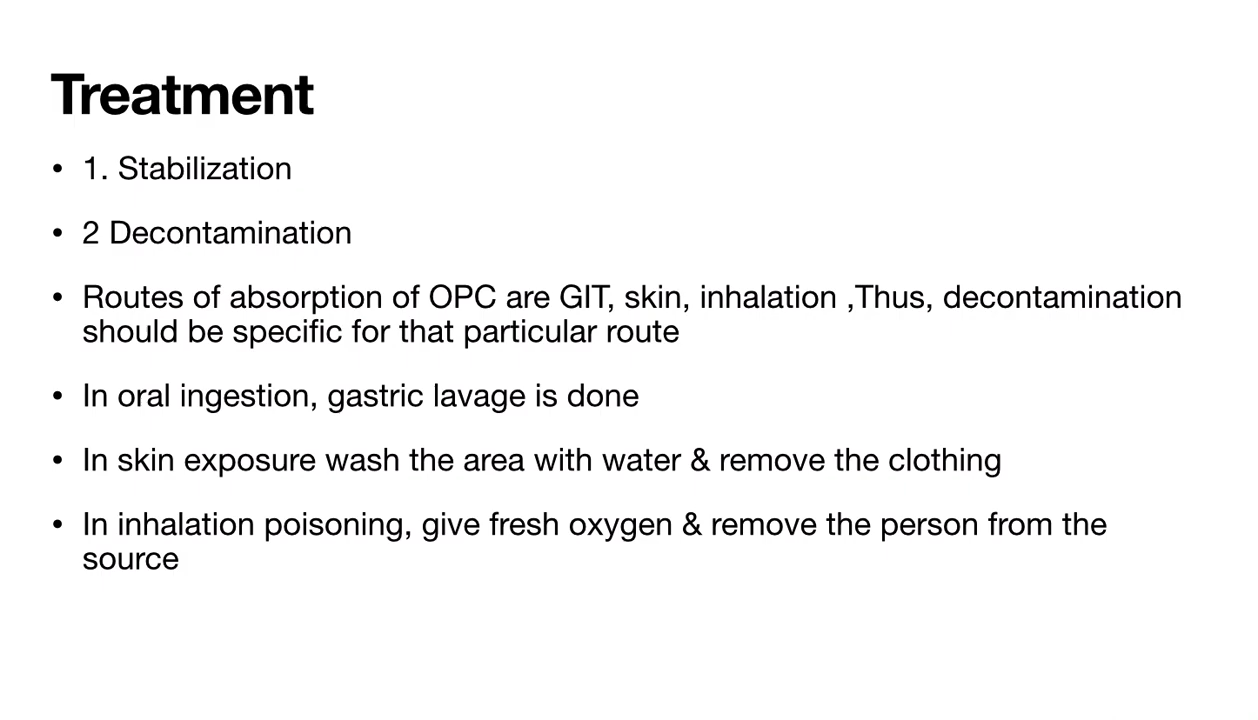 Treatment
• 1. Stabilization
• 2 Decontamination
• Routes of absorption of OPC are GIT, skin, inhalation ,Thus, decontamination
should be specific for that particular route
• In oral ingestion, gastric lavage is done
• In skin exposure wash the area with water & remove the clothing
• In inhalation poisoning, give fresh oxygen & remove the person from the
source